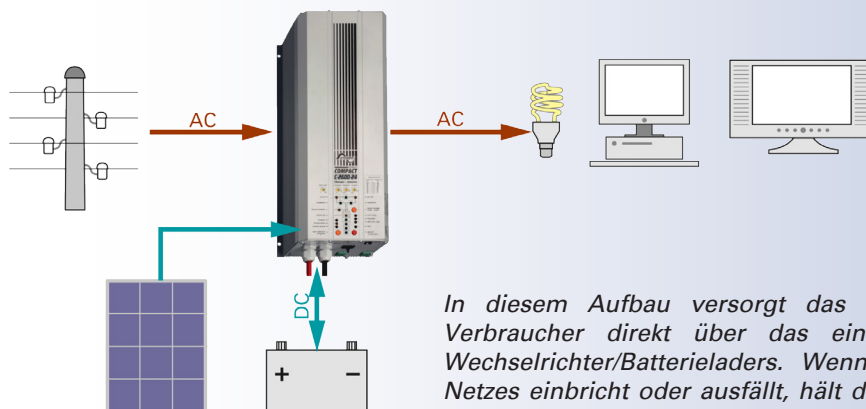 AC
AC
COMPACT
DC
+ −
In diesem Aufbau versorgt das
Verbraucher direkt über das ein
Wechselrichter/Batterieladers. Wenn
Netzes einbricht oder ausfällt, hält d